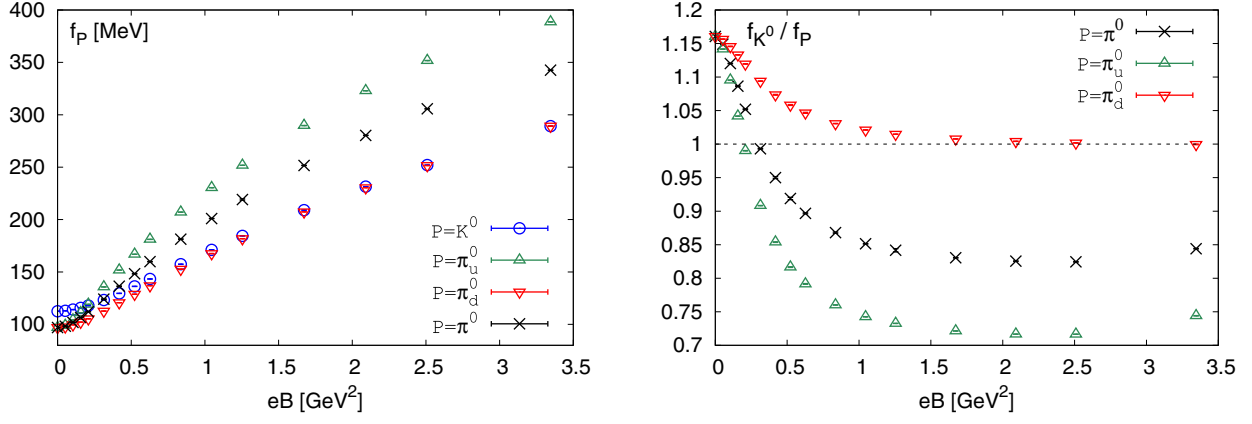 f_P [MeV]
400
350
300
250
200
150
100
P=K^0
P=π_u^0
P=π_d^0
P=π^0
0 0.5 1 1.5 2 2.5 3 3.5
eB [GeV^2]
f_{K^0} / f_P
1.2
1.15
1.1
1.05
1
0.95
0.9
0.85
0.8
0.75
0.7
P=π^0
P=π_u^0
P=π_d^0
0 0.5 1 1.5 2 2.5 3 3.5
eB [GeV^2]